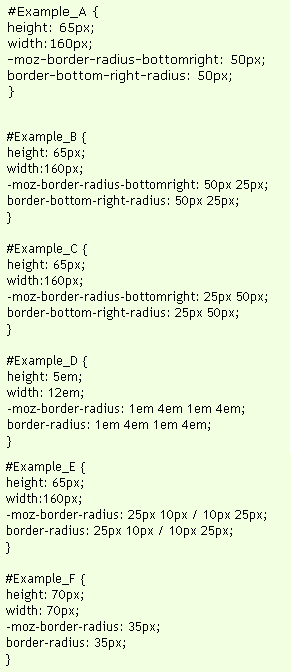 #Example_A {
height: 65px;
width:160px;
-moz-border-radius-bottomright: 50px;
border-bottom-right-radius: 50px;
}
#Example_B {
height: 65px;
width:160px;
-moz-border-radius-bottomright: 50px 25px;
border-bottom-right-radius: 50px 25px;
}
#Example_C {
height: 65px;
width:160px;
-moz-border-radius-bottomright: 25px 50px;
border-bottom-right-radius: 25px 50px;
}
#Example_D {
height: 5em;
width: 12em;
-moz-border-radius: 1em 4em 1em 4em;
border-radius: 1em 4em 1em 4em;
}
#Example_E {
height: 65px;
width:160px;
-moz-border-radius: 25px 10px / 10px 25px;
border-radius: 25px 10px / 10px 25px;
}
#Example_F {
height: 70px;
width: 70px;
-moz-border-radius: 35px;
border-radius: 35px;
}